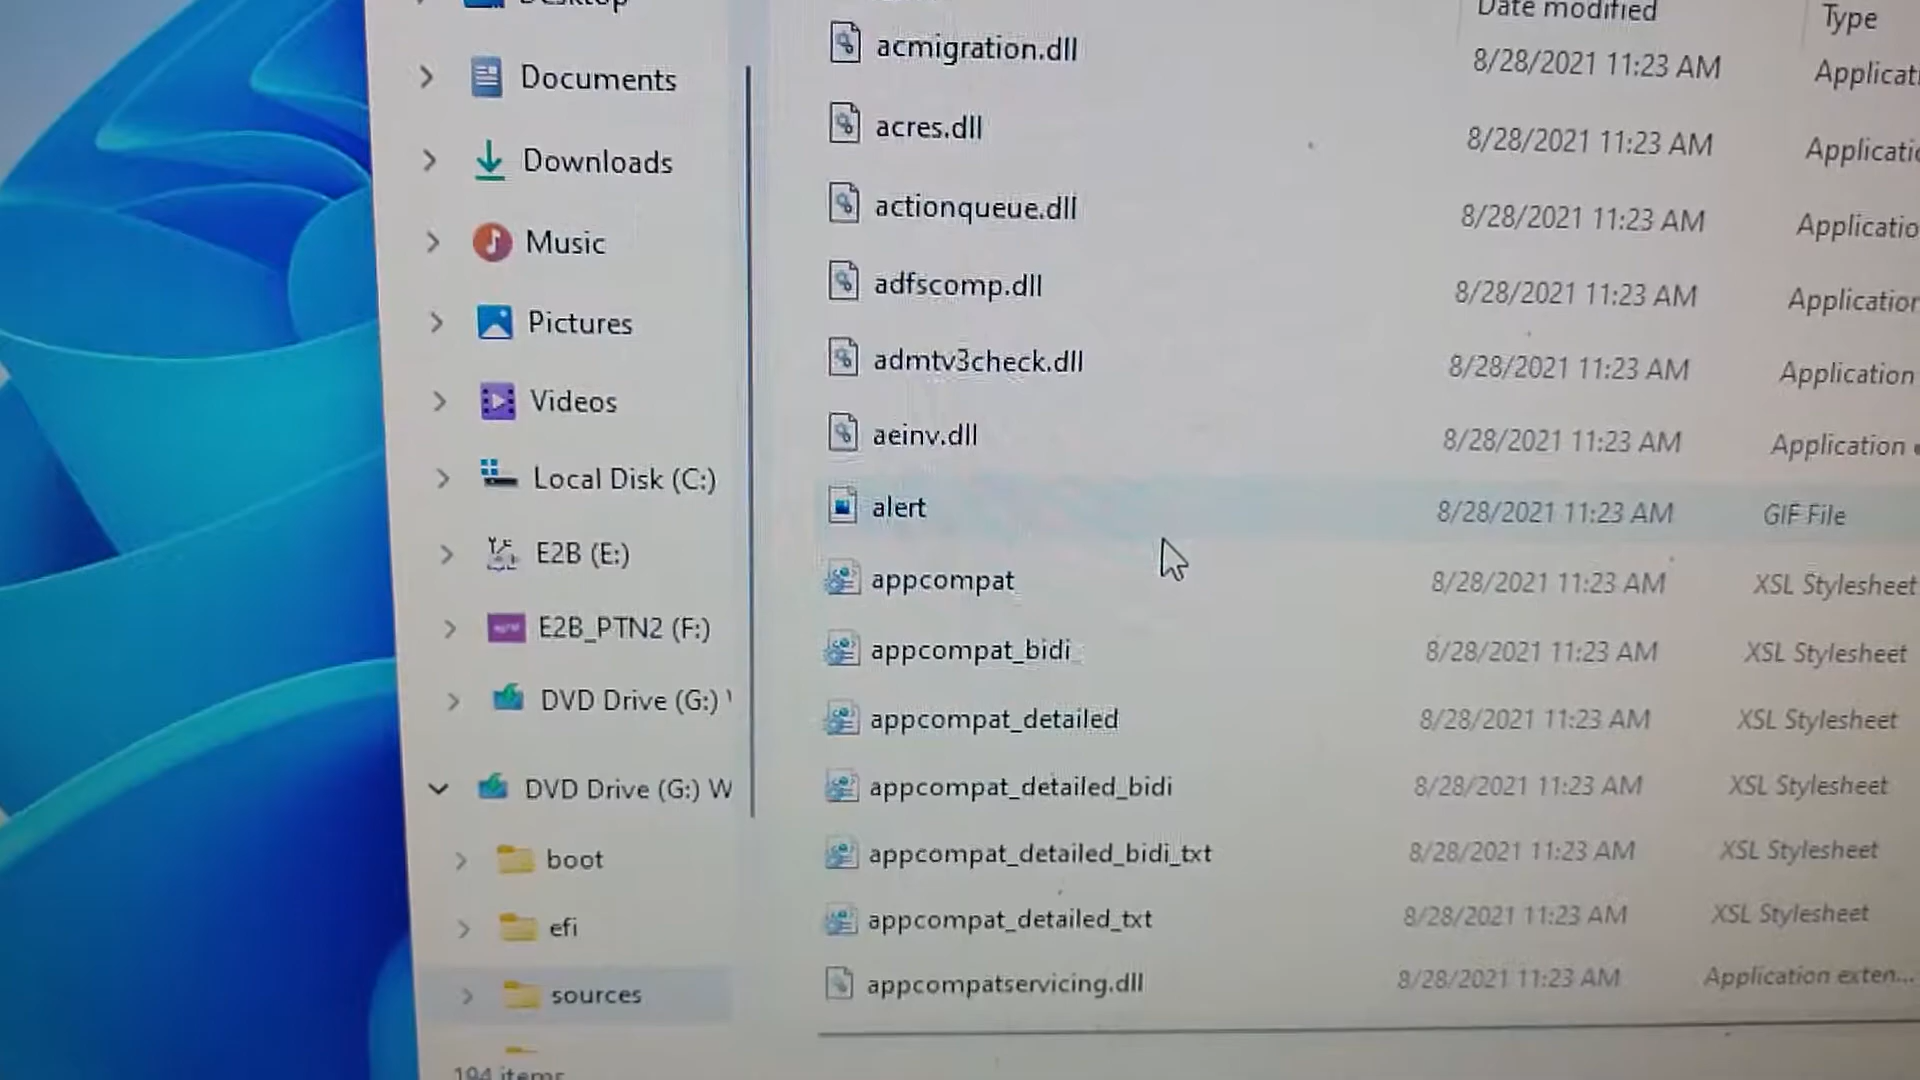 Desktop
Documents
Downloads
Music
Pictures
Videos
Local Disk (C:)
E2B (E:)
E2B_PTN2 (F:)
DVD Drive (G:)
DVD Drive (G:) W
boot
efi
sources
194 items
Date modified Type
acmigration.dll 8/28/2021 11:23 AM Applicat
acres.dll 8/28/2021 11:23 AM Applicatio
actionqueue.dll 8/28/2021 11:23 AM Applicatio
adfscomp.dll 8/28/2021 11:23 AM Application
admtv3check.dll 8/28/2021 11:23 AM Application
aeinv.dll 8/28/2021 11:23 AM Application e
alert 8/28/2021 11:23 AM GIF File
appcompat 8/28/2021 11:23 AM XSL Stylesheet
appcompat_bidi 8/28/2021 11:23 AM XSL Stylesheet
appcompat_detailed 8/28/2021 11:23 AM XSL Stylesheet
appcompat_detailed_bidi 8/28/2021 11:23 AM XSL Stylesheet
appcompat_detailed_bidi_txt 8/28/2021 11:23 AM XSL Stylesheet
appcompat_detailed_txt 8/28/2021 11:23 AM XSL Stylesheet
appcompatservicing.dll 8/28/2021 11:23 AM Application exten...